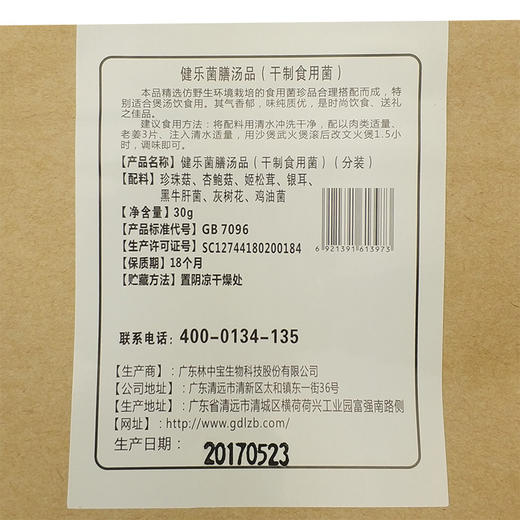 健乐菌膳汤品（干制食用菌）
本品精选仿野生环境栽培的食用菌珍品合理搭配而成，特
别适合煲汤饮食用。其气香郁，味纯质优，是时尚饮食、送
礼之佳品。
建议食用方法：将配料用清水冲洗干净，配以肉类适量、
老姜3片、注入清水适量，用沙煲武火煲滚后改文火煲1.5小
时，调味即可。
【产品名称】健乐菌膳汤品（干制食用菌）（分装）
【配料】珍珠菇、杏鲍菇、姬松茸、银耳、
黑牛肝菌、灰树花、鸡油菌
【净含量】30g
【产品标准代号】GB 7096
【生产许可证号】SC12744180200184
【保质期】18个月
【贮藏方法】置阴凉干燥处
6 921391 613973
联系电话：400-0134-135
【生产商】：广东林中宝生物科技股份有限公司
【公司地址】：广东清远市清新区太和镇东一街36号
【生产地址】：广东省清远市清城区横荷荷兴工业园富强南路侧
【网址】：http://www.gdlzb.com/
生产日期：20170523